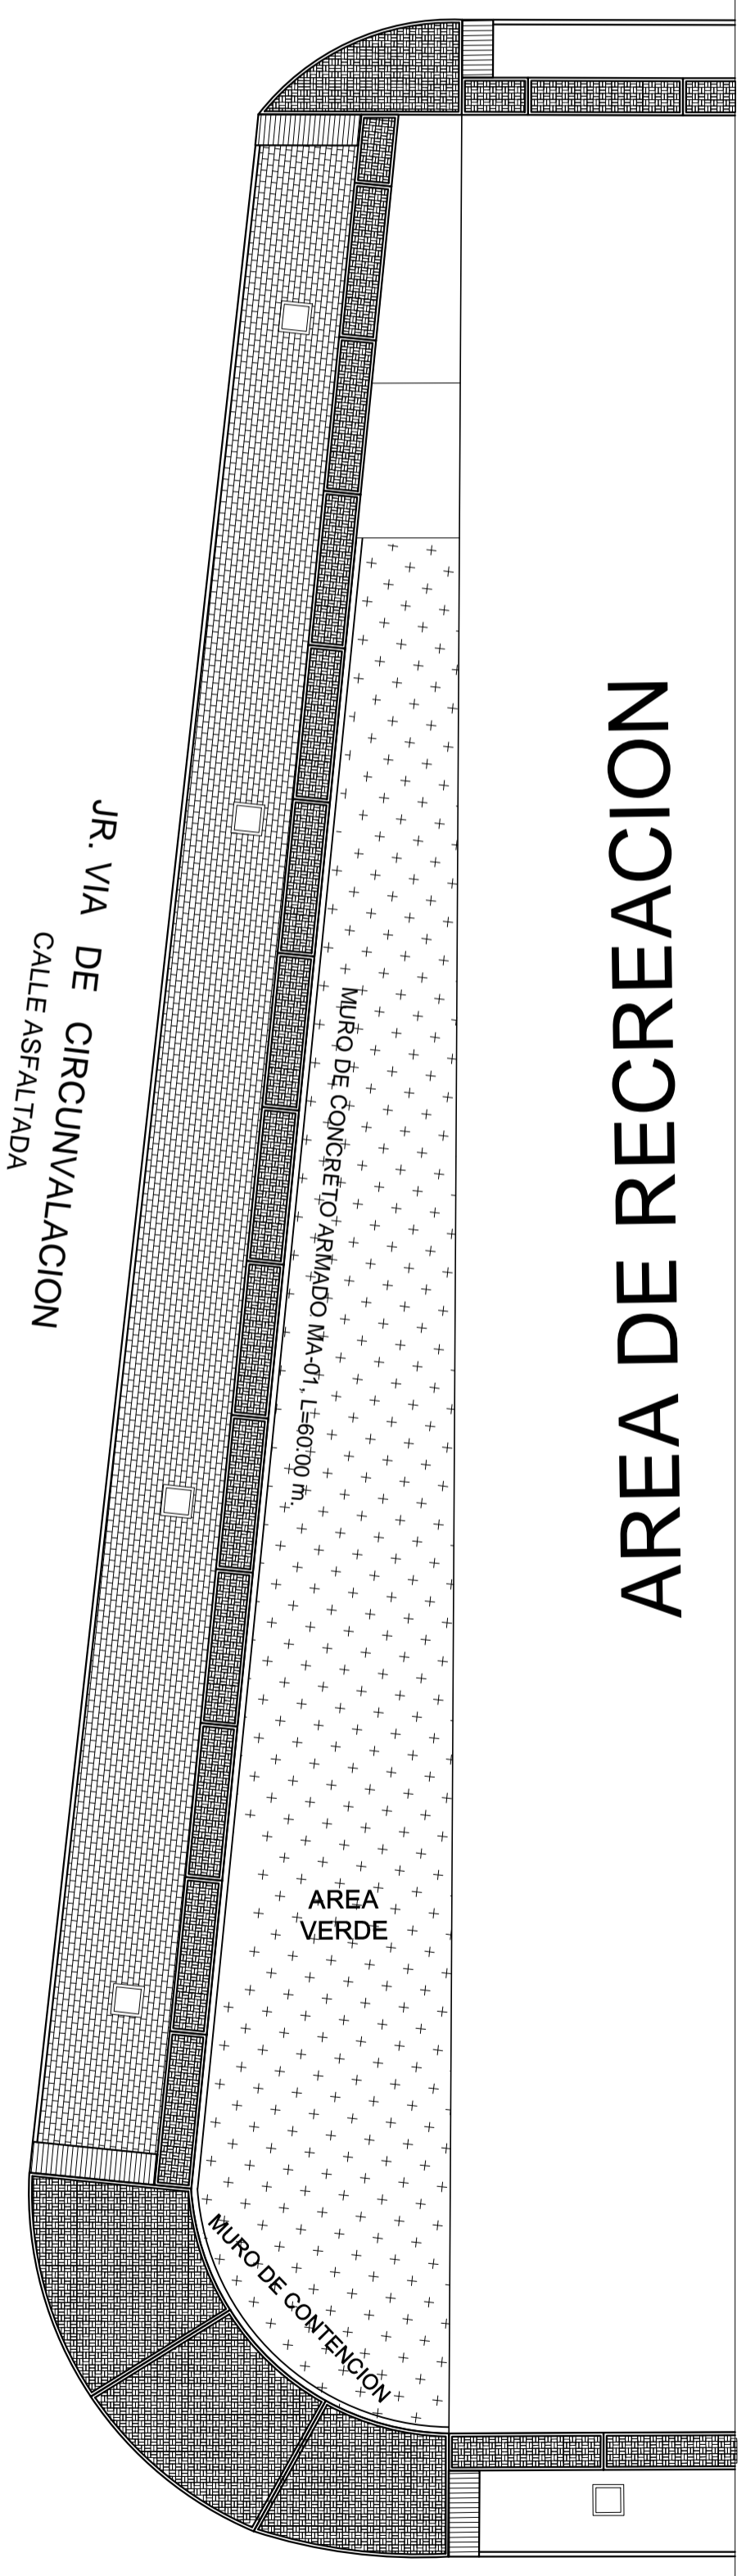 AREA DE RECREACION
JR. VIA DE CIRCUNVALACION
CALLE ASFALTADA
MURO DE CONCRETO ARMADO MA-01, L=60.00 m.
AREA
VERDE
MURO DE CONTENCION